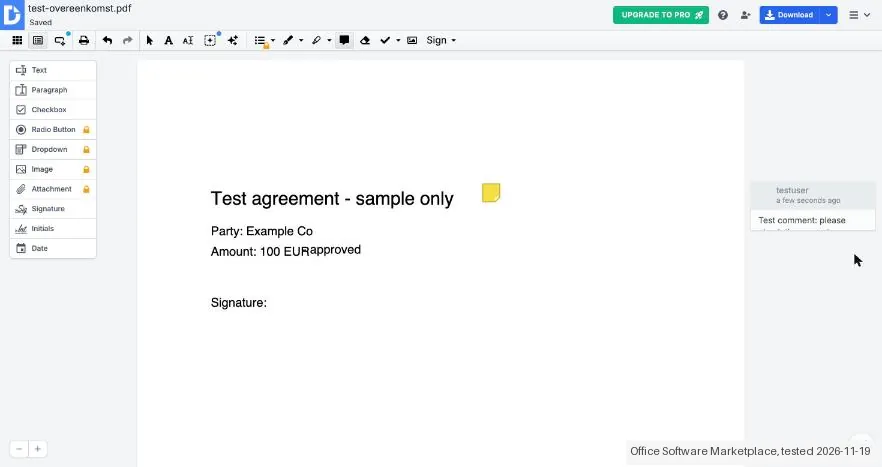 test-overeenkomst.pdf
Saved
UPGRADE TO PRO
Download
Sign
Text
Paragraph
Checkbox
Radio Button
Dropdown
Image
Attachment
Signature
Initials
Date
Test agreement - sample only
Party: Example Co
Amount: 100 EURapproved
Signature:
testuser
a few seconds ago
Test comment: please
Office Software Marketplace, tested 2026-11-19